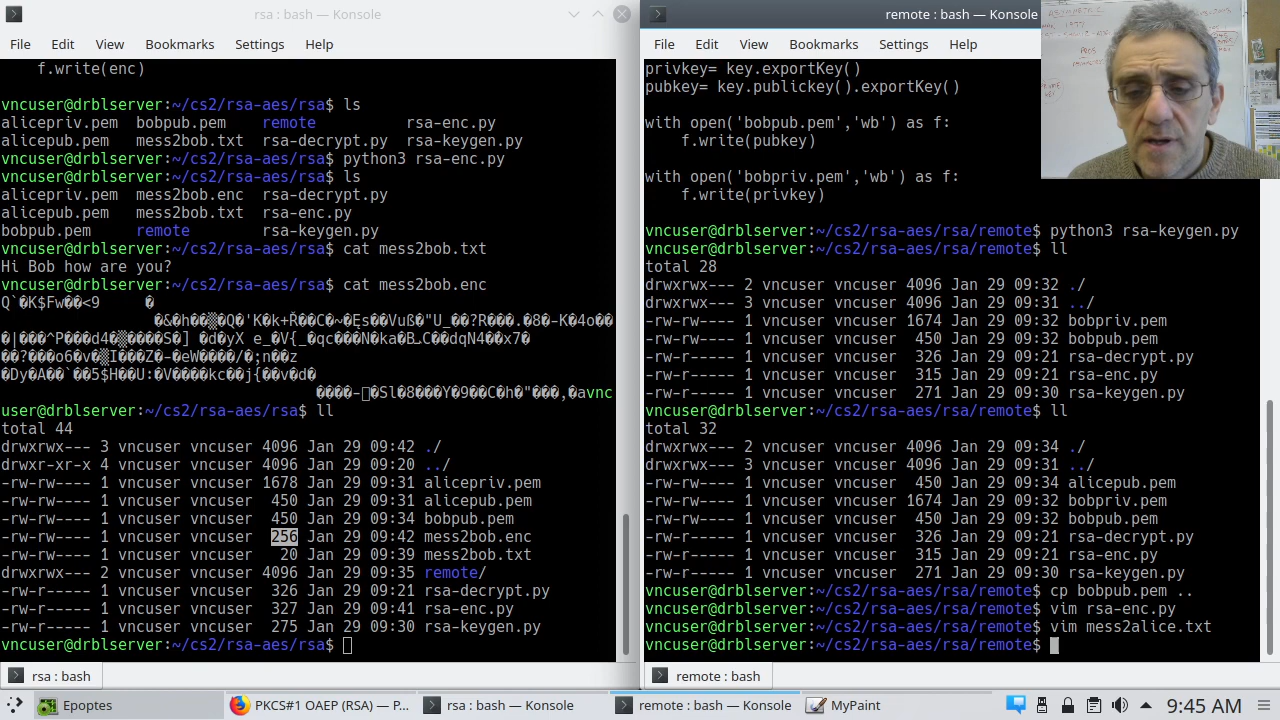 rsa : bash — Konsole
File Edit View Bookmarks Settings Help
f.write(enc)
vncuser@drblserver:~/cs2/rsa-aes/rsa$ ls
alicepriv.pem bobpub.pem remote rsa-enc.py
alicepub.pem mess2bob.txt rsa-decrypt.py rsa-keygen.py
vncuser@drblserver:~/cs2/rsa-aes/rsa$ python3 rsa-enc.py
vncuser@drblserver:~/cs2/rsa-aes/rsa$ ls
alicepriv.pem mess2bob.enc rsa-decrypt.py
alicepub.pem mess2bob.txt rsa-enc.py
bobpub.pem remote rsa-keygen.py
vncuser@drblserver:~/cs2/rsa-aes/rsa$ cat mess2bob.txt
Hi Bob how are you?
vncuser@drblserver:~/cs2/rsa-aes/rsa$ cat mess2bob.enc
vnc
user@drblserver:~/cs2/rsa-aes/rsa$ ll
total 44
drwxrwx--- 3 vncuser vncuser 4096 Jan 29 09:42 ./
drwxr-xr-x 4 vncuser vncuser 4096 Jan 29 09:20 ../
-rw-rw---- 1 vncuser vncuser 1678 Jan 29 09:31 alicepriv.pem
-rw-rw---- 1 vncuser vncuser 450 Jan 29 09:31 alicepub.pem
-rw-rw---- 1 vncuser vncuser 450 Jan 29 09:34 bobpub.pem
-rw-rw---- 1 vncuser vncuser 256 Jan 29 09:42 mess2bob.enc
-rw-rw---- 1 vncuser vncuser 20 Jan 29 09:39 mess2bob.txt
drwxrwx--- 2 vncuser vncuser 4096 Jan 29 09:35 remote/
-rw-r----- 1 vncuser vncuser 326 Jan 29 09:21 rsa-decrypt.py
-rw-r----- 1 vncuser vncuser 327 Jan 29 09:41 rsa-enc.py
-rw-r----- 1 vncuser vncuser 275 Jan 29 09:30 rsa-keygen.py
vncuser@drblserver:~/cs2/rsa-aes/rsa$
rsa : bash
remote : bash — Konsole
File Edit View Bookmarks Settings Help
privkey= key.exportKey()
pubkey= key.publickey().exportKey()
with open('bobpub.pem','wb') as f:
f.write(pubkey)
with open('bobpriv.pem','wb') as f:
f.write(privkey)
vncuser@drblserver:~/cs2/rsa-aes/rsa/remote$ python3 rsa-keygen.py
vncuser@drblserver:~/cs2/rsa-aes/rsa/remote$ ll
total 28
drwxrwx--- 2 vncuser vncuser 4096 Jan 29 09:32 ./
drwxrwx--- 3 vncuser vncuser 4096 Jan 29 09:31 ../
-rw-rw---- 1 vncuser vncuser 1674 Jan 29 09:32 bobpriv.pem
-rw-rw---- 1 vncuser vncuser 450 Jan 29 09:32 bobpub.pem
-rw-r----- 1 vncuser vncuser 326 Jan 29 09:21 rsa-decrypt.py
-rw-r----- 1 vncuser vncuser 315 Jan 29 09:21 rsa-enc.py
-rw-r----- 1 vncuser vncuser 271 Jan 29 09:30 rsa-keygen.py
vncuser@drblserver:~/cs2/rsa-aes/rsa/remote$ ll
total 32
drwxrwx--- 2 vncuser vncuser 4096 Jan 29 09:34 ./
drwxrwx--- 3 vncuser vncuser 4096 Jan 29 09:31 ../
-rw-rw---- 1 vncuser vncuser 450 Jan 29 09:34 alicepub.pem
-rw-rw---- 1 vncuser vncuser 1674 Jan 29 09:32 bobpriv.pem
-rw-rw---- 1 vncuser vncuser 450 Jan 29 09:32 bobpub.pem
-rw-r----- 1 vncuser vncuser 326 Jan 29 09:21 rsa-decrypt.py
-rw-r----- 1 vncuser vncuser 315 Jan 29 09:21 rsa-enc.py
-rw-r----- 1 vncuser vncuser 271 Jan 29 09:30 rsa-keygen.py
vncuser@drblserver:~/cs2/rsa-aes/rsa/remote$ cp bobpub.pem ..
vncuser@drblserver:~/cs2/rsa-aes/rsa/remote$ vim rsa-enc.py
vncuser@drblserver:~/cs2/rsa-aes/rsa/remote$ vim mess2alice.txt
vncuser@drblserver:~/cs2/rsa-aes/rsa/remote$
remote : bash
Epoptes
PKCS#1 OAEP (RSA) — P...
rsa : bash — Konsole
remote : bash — Konsole
MyPaint
9:45 AM